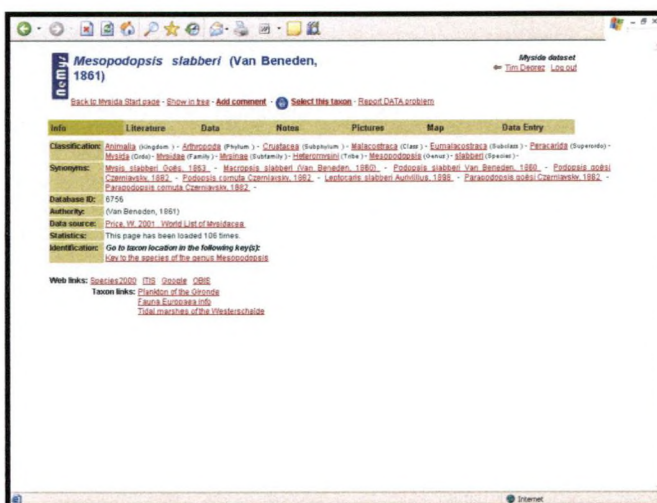 Mesopodopsis slabberi (Van Beneden,
1861)
Mysida dataset
Tim Deprez Log out
NeMys
Back to Mysida Start page - Show in tree - Add comment - Select this taxon - Report DATA problem
Info Literature Data Notes Pictures Map Data Entry
Classification: Animalia (Kingdom) - Arthropoda (Phylum) - Crustacea (Subphylum) - Malacostraca (Class) - Eumalacostraca (Subclass) - Peracarida (Superordo) -
Mysida (Ordo) - Mysidae (Family) - Mysinae (Subfamily) - Heteromysini (Tribe) - Mesopodopsis (Genus) - slabberi (Species) -
Synonyms: Mysis slabberi Goës, 1863 - Macropsis slabberi (Van Beneden, 1860) - Podopsis slabberi Van Beneden, 1860 - Podopsis goësi
Czerniavsky, 1882 - Podopsis cornuta Czerniavsky, 1882 - Leptocaris slabberi Aurivillius, 1898 - Parapodopsis goësi Czerniavsky, 1882 -
Parapodopsis cornuta Czerniavsky, 1882 -
Database ID: 6756
Authority: (Van Beneden, 1861)
Data source: Price, W. 2001. World List of Mysidacea
Statistics: This page has been loaded 106 times.
Identification: Go to taxon location in the following key(s):
Key to the species of the genus Mesopodopsis
Web links: Species2000 ITIS Google OBIS
Taxon links: Plankton of the Gironde
Fauna Europaea Info
Tidal marshes of the Westerschelde
Internet